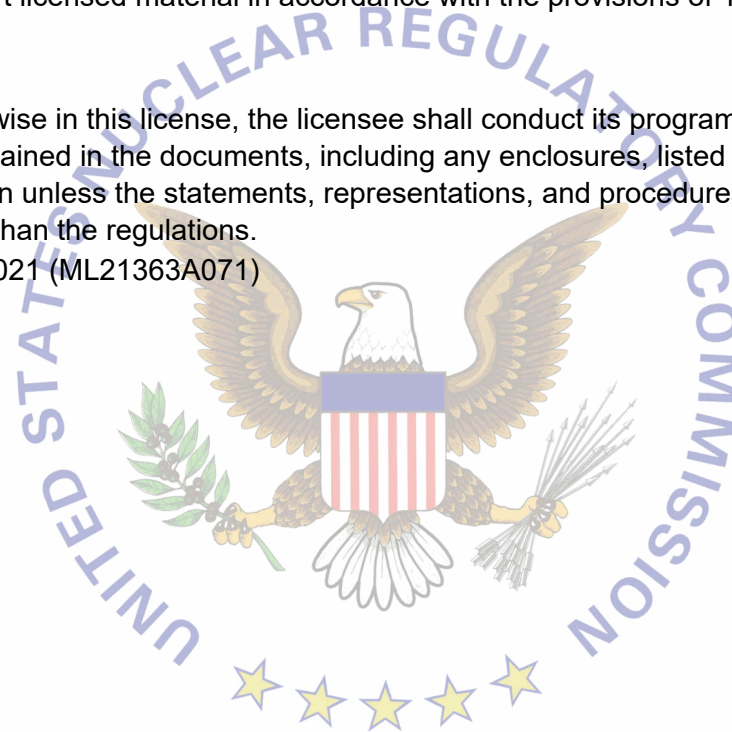 licensed material in accordance with the provisions of
wise in this license, the licensee shall conduct its program
ained in the documents, including any enclosures, listed
n unless the statements, representations, and procedure
han the regulations.
021 (ML21363A071)
UNITED STATES NUCLEAR REGULATORY COMMISSION